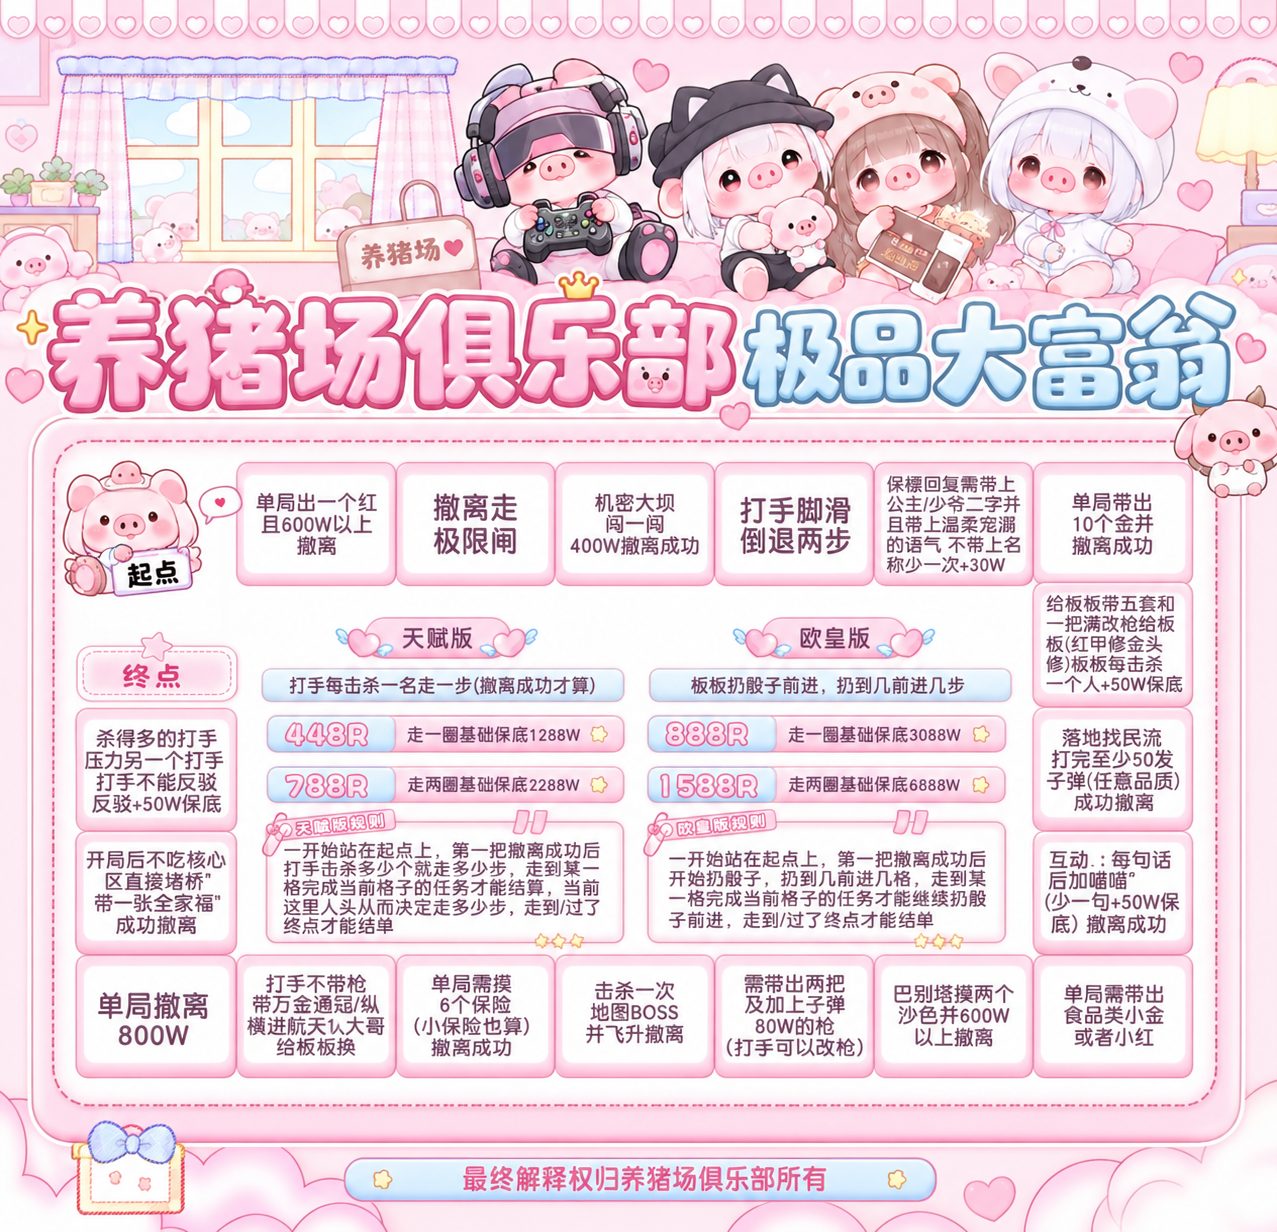 养猪场
养猪场俱乐部 极品大富翁
起点
单局出一个红
且600W以上
撤离
撤离走
极限闸
机密大坝
闯一闯
400W撤离成功
打手脚滑
倒退两步
保镖回复需带上
公主/少爷二字并
且带上温柔宠溺
的语气 不带上名
称少一次+30W
单局带出
10个金并
撤离成功
给板板带五套和
一把满改枪给板
板(红甲修金头
修)板板每击杀
一个人+50W保底
落地找民流
打完至少50发
子弹(任意品质)
成功撤离
互动.：每句话
后加喵喵”
(少一句+50W保
底）撤离成功
单局需带出
食品类小金
或者小红
巴别塔摸两个
沙色并600W
以上撤离
需带出两把
及加上子弹
80W的枪
（打手可以改枪）
击杀一次
地图BOSS
并飞升撤离
单局需摸
6个保险
（小保险也算）
撤离成功
打手不带枪
带万金通冠/纵
横进航天大哥
给板板换
单局撤离
800W
开局后不吃核心
区直接堵桥”
带一张全家福”
成功撤离
杀得多的打手
压力另一个打手
打手不能反驳
反驳+50W保底
终点
天赋版
打手每击杀一名走一步(撤离成功才算)
448R 走一圈基础保底1288W
788R 走两圈基础保底2288W
天赋版规则
一开始站在起点上，第一把撤离成功后
打手击杀多少个就走多少步，走到某一
格完成当前格子的任务才能结算，当前
这里人头从而决定走多少步，走到/过了
终点才能结单
欧皇版
板板扔骰子前进，扔到几前进几步
888R 走一圈基础保底3088W
1588R 走两圈基础保底6888W
欧皇版规则
一开始站在起点上，第一把撤离成功后
开始扔骰子，扔到几前进几格，走到某
一格完成当前格子的任务才能继续扔骰
子前进，走到/过了终点才能结单
最终解释权归养猪场俱乐部所有